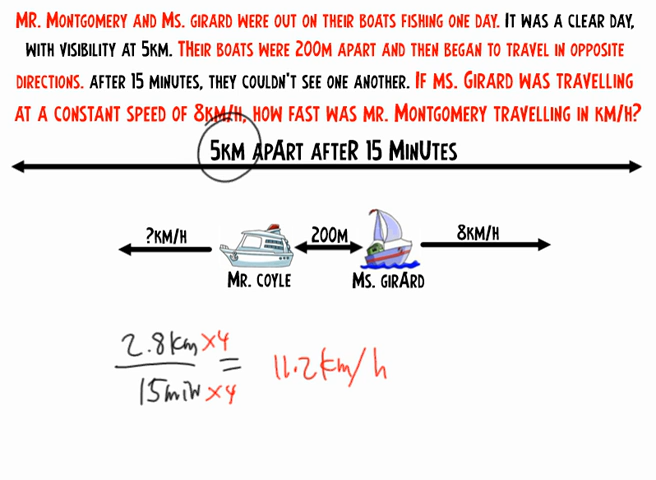 MR. MONTGOMERY AND MS. GIRARD WERE OUT ON THEIR BOATS FISHING ONE DAY. IT WAS A CLEAR DAY,
WITH VISIBILITY AT 5KM. THEIR BOATS WERE 200M APART AND THEN BEGAN TO TRAVEL IN OPPOSITE
DIRECTIONS. AFTER 15 MINUTES, THEY COULDN'T SEE ONE ANOTHER. IF MS. GIRARD WAS TRAVELLING
AT A CONSTANT SPEED OF 8KM/H, HOW FAST WAS MR. MONTGOMERY TRAVELLING IN KM/H?
5KM APART AFTER 15 MINUTES
?KM/H 200M 8KM/H
MR. COYLE MS. GIRARD
2.8km x4
15min x4
= 11.2km/h